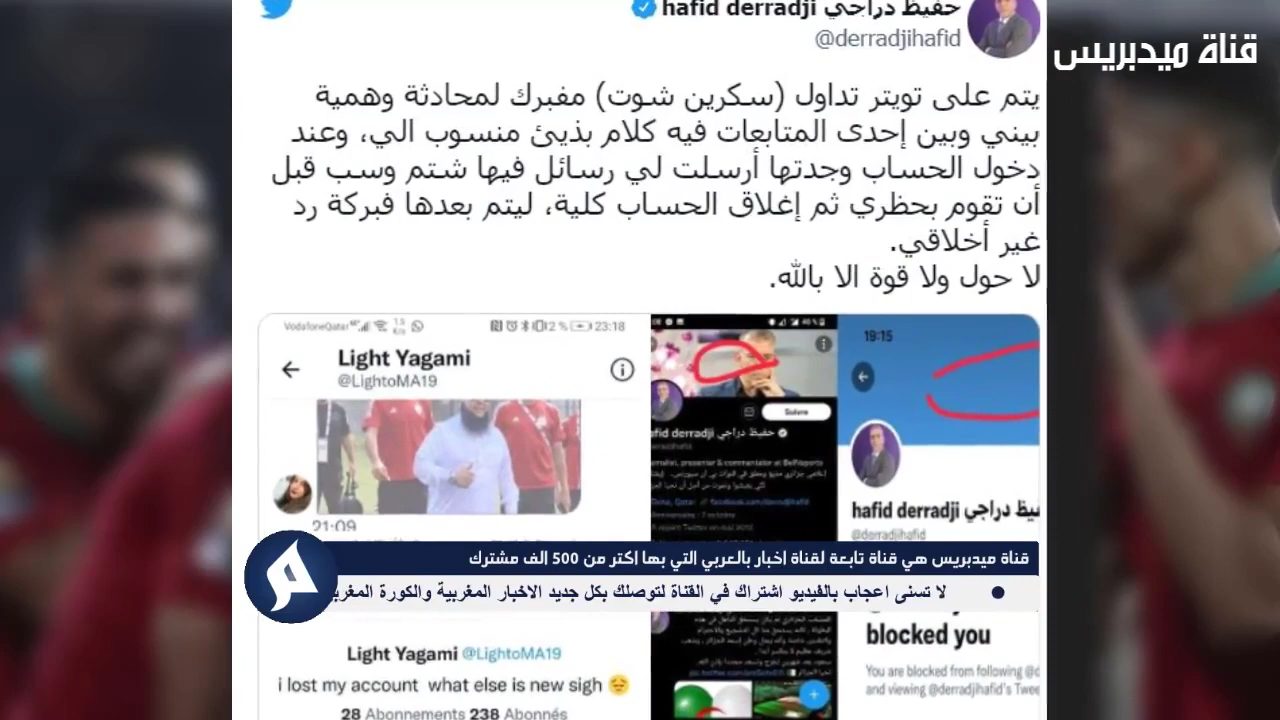 حفيظ دراجي hafid derradji
@derradjihafid
قناة ميدبريس
يتم على تويتر تداول (سكرين شوت) مفبرك لمحادثة وهمية
بيني وبين إحدى المتابعات فيه كلام بذيئ منسوب الي، وعند
دخول الحساب وجدتها أرسلت لي رسائل فيها شتم وسب قبل
أن تقوم بحظري ثم إغلاق الحساب كلية، ليتم بعدها فبركة رد
غير أخلاقي.
لا حول ولا قوة الا بالله.
VodafoneQatar
23:18
Light Yagami
@LightoMA19
21:09
Suivre
hafid derradji حفيظ دراجي
19:15
hafid derradji
@derradjihafid
قناة ميدبريس هي قناة تابعة لقناة اخبار بالعربي التي بها اكتر من 500 الف مشترك
لا تسنى اعجاب بالفيديو اشتراك في القناة لتوصلك بكل جديد الاخبار المغربية والكورة
blocked you
You are blocked from following
and viewing @derradjihafid's
Light Yagami @LightoMA19
i lost my account what else is new sigh 😔
28 Abonnements 238 Abonnés